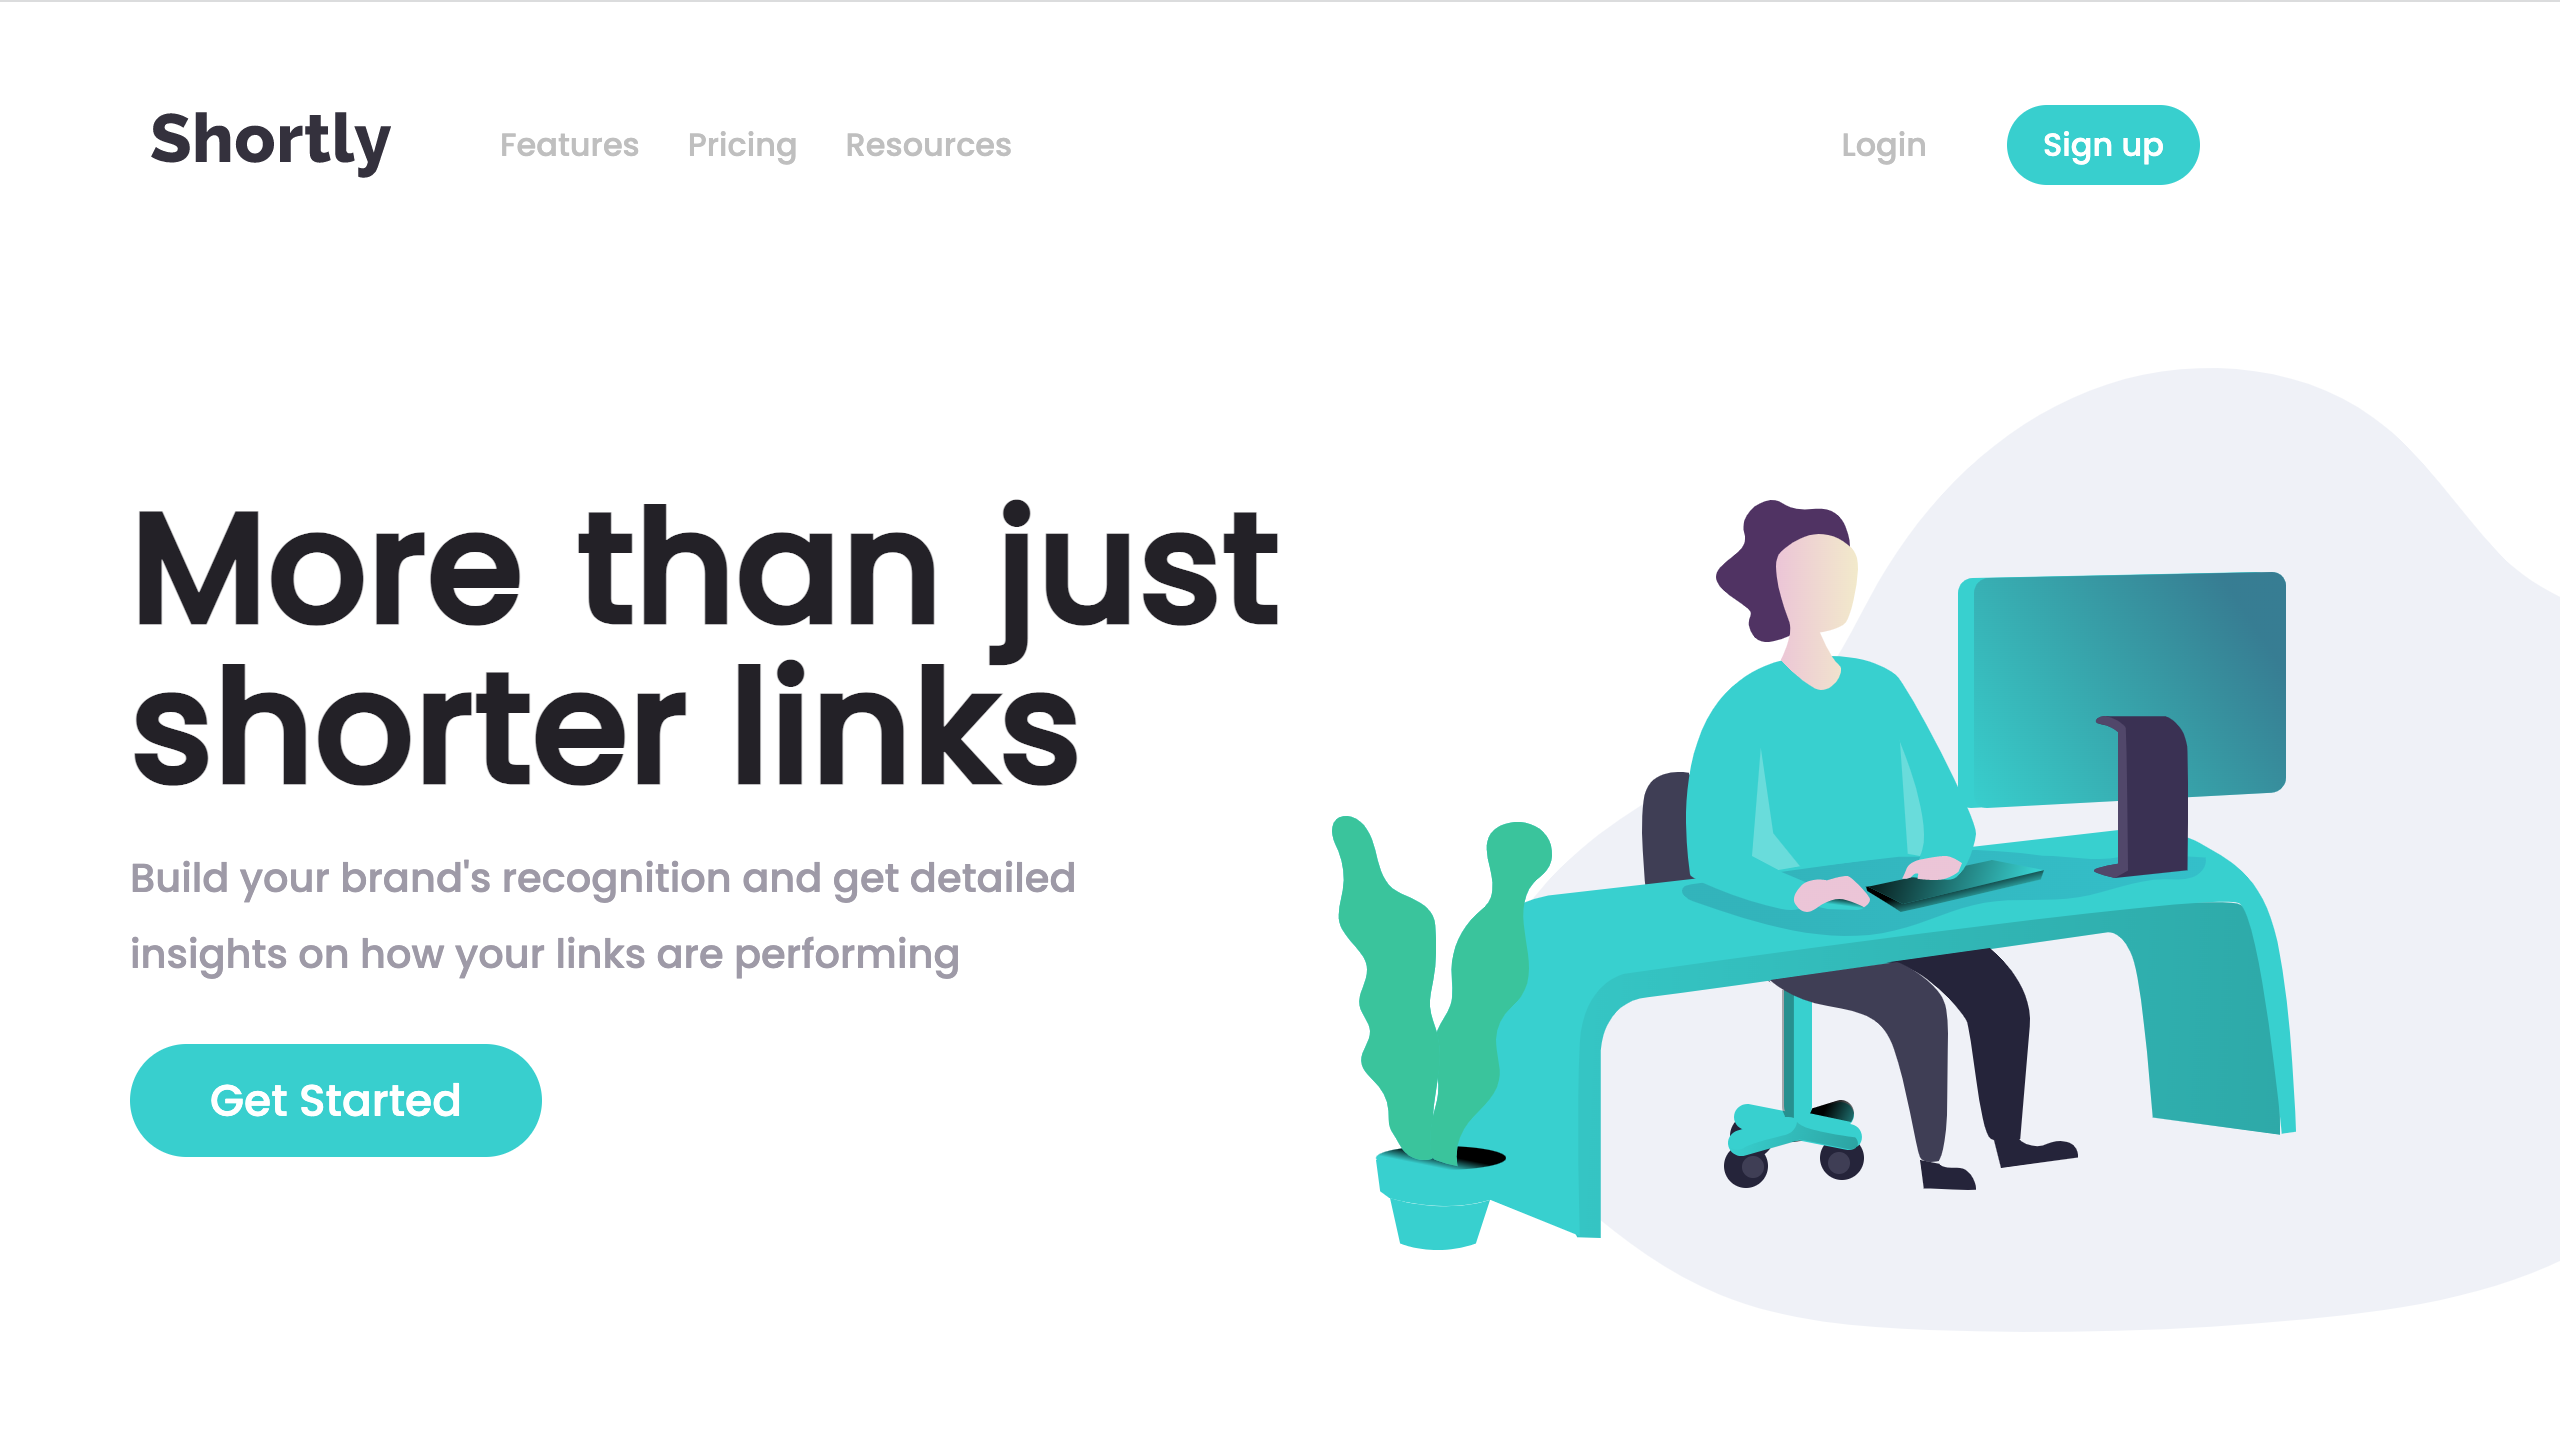 Shortly
Features Pricing Resources
Login
Sign up
More than just
shorter links
Build your brand's recognition and get detailed
insights on how your links are performing
Get Started